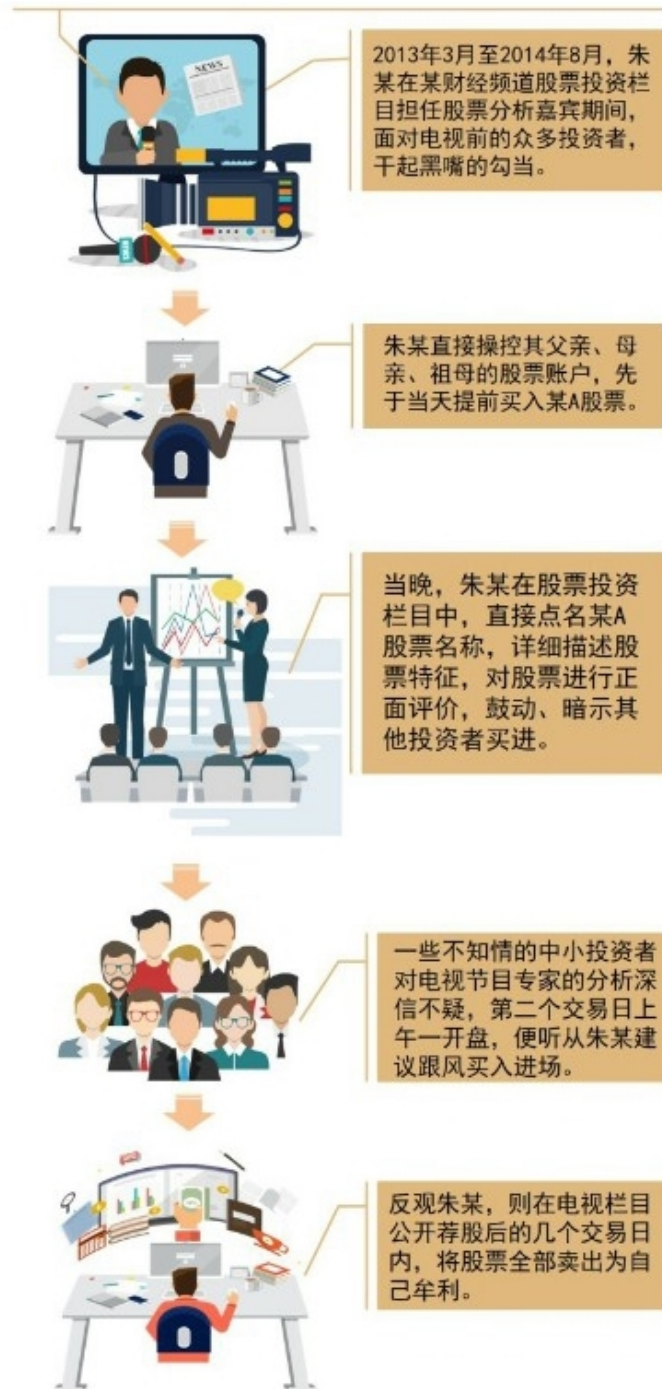 NEWS
2013年3月至2014年8月，朱
某在某财经频道股票投资栏
目担任股票分析嘉宾期间，
面对电视前的众多投资者，
干起黑嘴的勾当。
朱某直接操控其父亲、母
亲、祖母的股票账户，先
于当天提前买入某A股票。
当晚，朱某在股票投资
栏目中，直接点名某A
股票名称，详细描述股
票特征，对股票进行正
面评价，鼓动、暗示其
他投资者买进。
一些不知情的中小投资者
对电视节目专家的分析深
信不疑，第二个交易日上
午一开盘，便听从朱某建
议跟风买入进场。
反观朱某，则在电视栏目
公开荐股后的几个交易日
内，将股票全部卖出为自
己牟利。